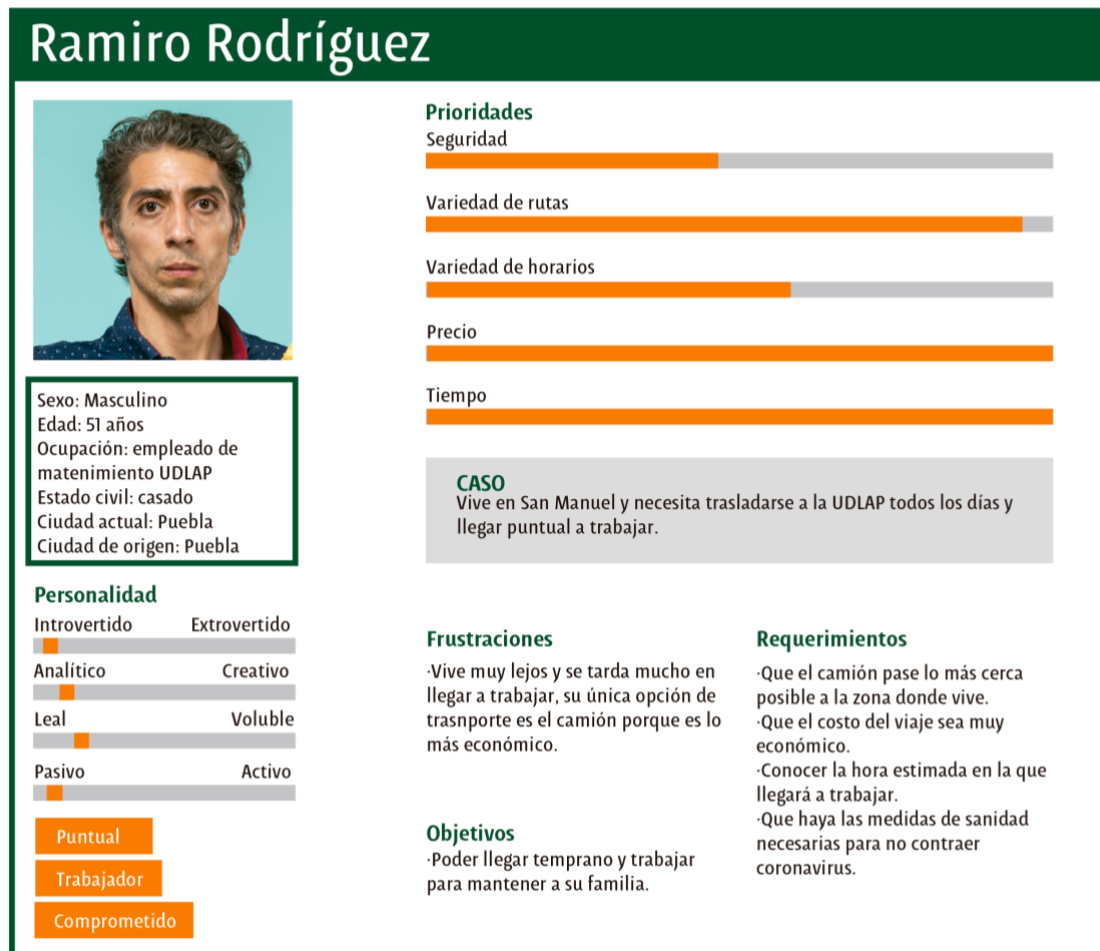 Ramiro Rodríguez
Sexo: Masculino
Edad: 51 años
Ocupación: empleado de
matenimiento UDLAP
Estado civil: casado
Ciudad actual: Puebla
Ciudad de origen: Puebla
Personalidad
Introvertido Extrovertido
Analítico Creativo
Leal Voluble
Pasivo Activo
Puntual
Trabajador
Comprometido
Prioridades
Seguridad
Variedad de rutas
Variedad de horarios
Precio
Tiempo
CASO
Vive en San Manuel y necesita trasladarse a la UDLAP todos los días y
llegar puntual a trabajar.
Frustraciones
·Vive muy lejos y se tarda mucho en
llegar a trabajar, su única opción de
trasnporte es el camión porque es lo
más económico.
Objetivos
·Poder llegar temprano y trabajar
para mantener a su familia.
Requerimientos
·Que el camión pase lo más cerca
posible a la zona donde vive.
·Que el costo del viaje sea muy
económico.
·Conocer la hora estimada en la que
llegará a trabajar.
·Que haya las medidas de sanidad
necesarias para no contraer
coronavirus.